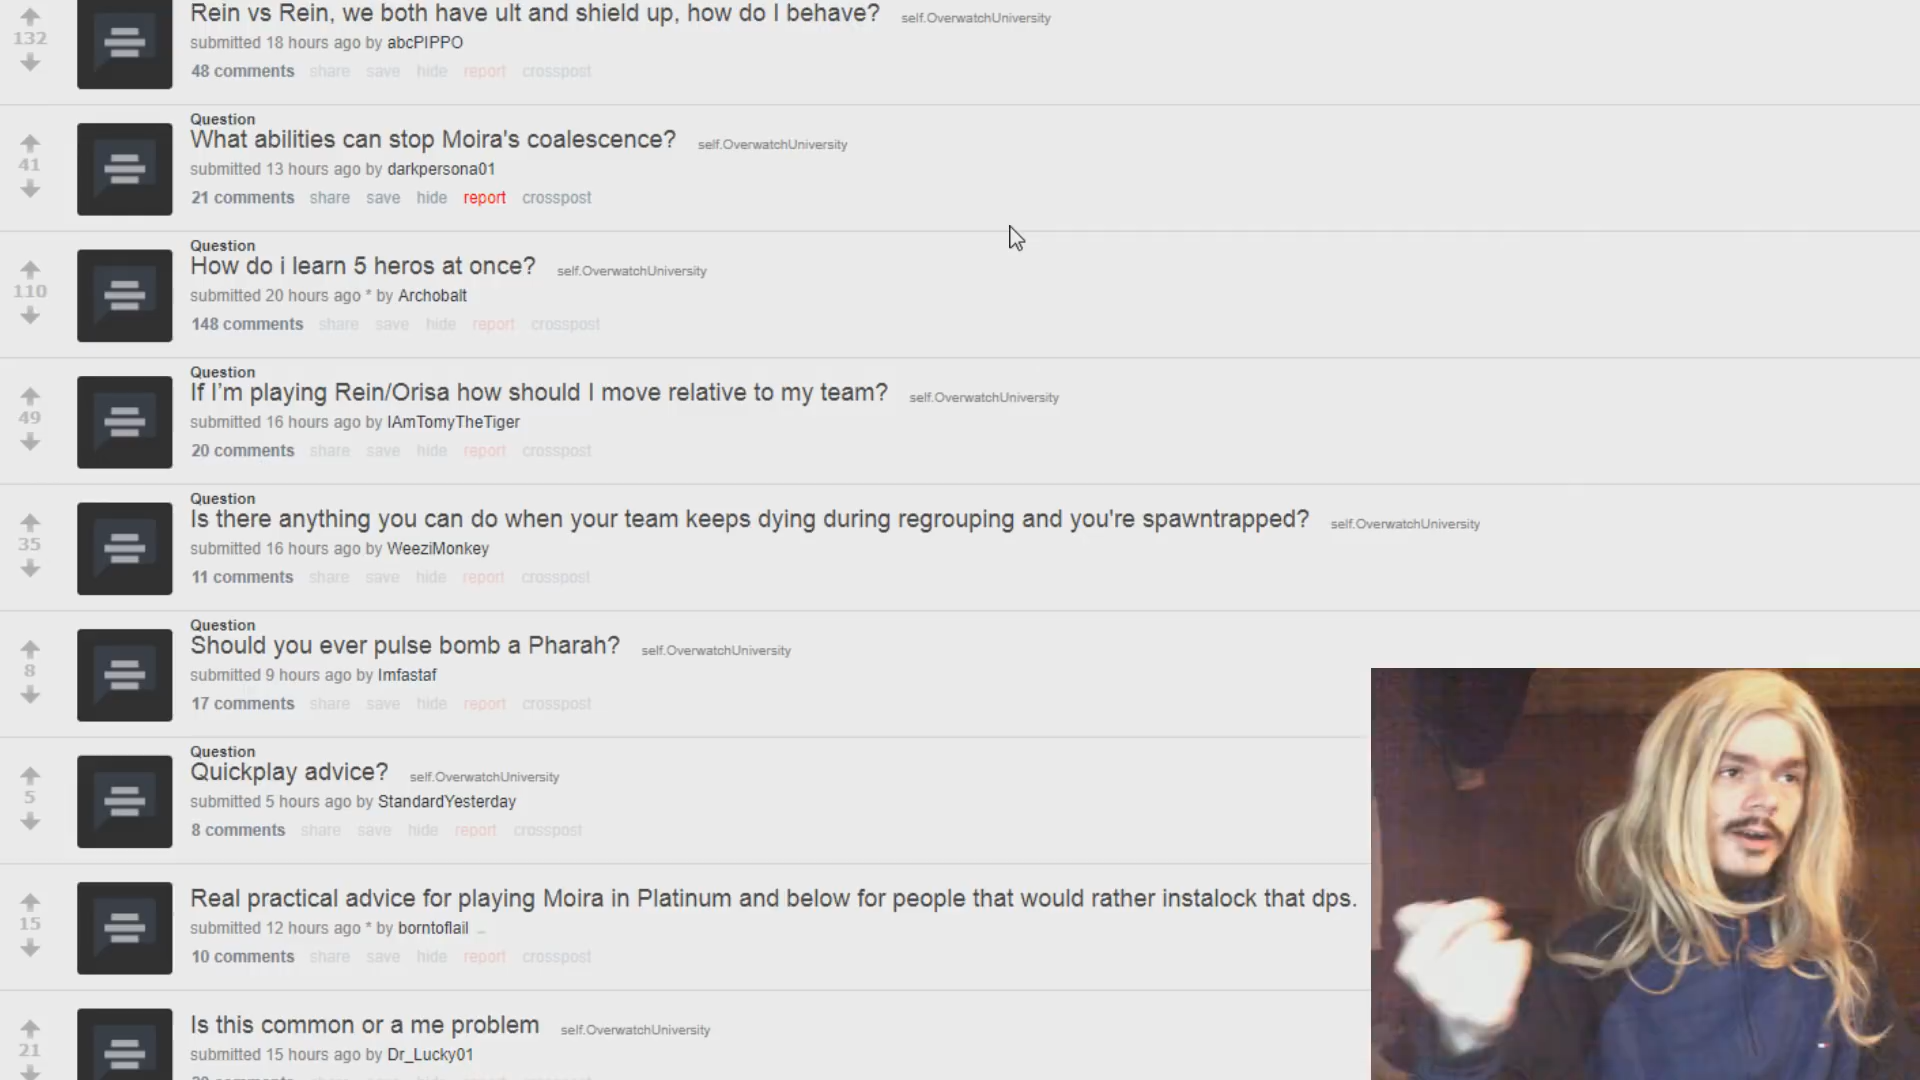 Rein vs Rein, we both have ult and shield up, how do I behave? self.OverwatchUniversity
132
submitted 18 hours ago by abcPIPPO
48 comments share save hide report crosspost
Question
What abilities can stop Moira's coalescence? self.OverwatchUniversity
41
submitted 13 hours ago by darkpersona01
21 comments share save hide report crosspost
Question
How do i learn 5 heros at once? self.OverwatchUniversity
110
submitted 20 hours ago * by Archobalt
148 comments share save hide report crosspost
Question
If I'm playing Rein/Orisa how should I move relative to my team? self.OverwatchUniversity
49
submitted 16 hours ago by IAmTomyTheTiger
20 comments share save hide report crosspost
Question
Is there anything you can do when your team keeps dying during regrouping and you're spawntrapped? self.OverwatchUniversity
35
submitted 16 hours ago by WeeziMonkey
11 comments share save hide report crosspost
Question
Should you ever pulse bomb a Pharah? self.OverwatchUniversity
8
submitted 9 hours ago by Imfastaf
17 comments share save hide report crosspost
Question
Quickplay advice? self.OverwatchUniversity
5
submitted 5 hours ago by StandardYesterday
8 comments share save hide report crosspost
Real practical advice for playing Moira in Platinum and below for people that would rather instalock that dps.
15
submitted 12 hours ago * by borntoflail
10 comments share save hide report crosspost
Is this common or a me problem self.OverwatchUniversity
21
submitted 15 hours ago by Dr_Lucky01